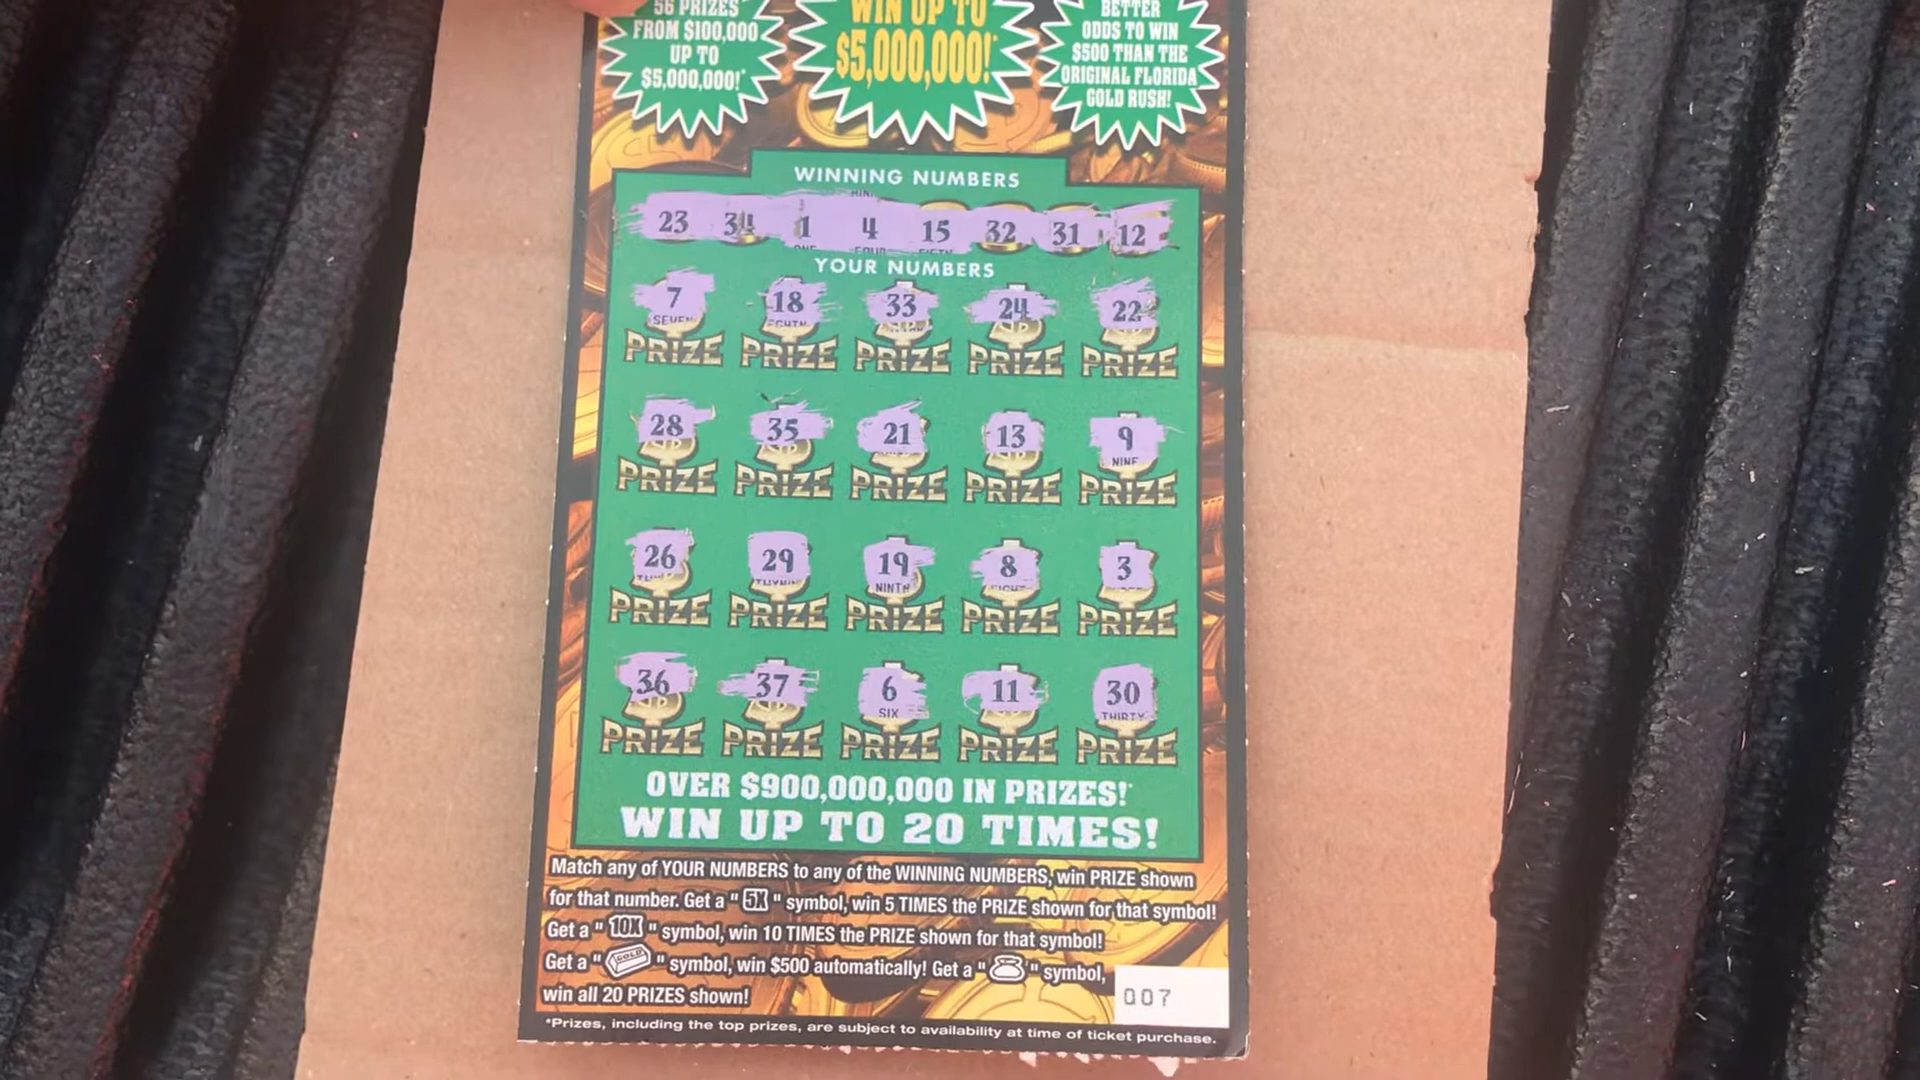 56 PRIZES
FROM $100,000
UP TO
$5,000,000!*
WIN UP TO
$5,000,000!*
BETTER
ODDS TO WIN
$500 THAN THE
ORIGINAL FLORIDA
GOLD RUSH!
WINNING NUMBERS
23 34 1 4 15 32 31 12
YOUR NUMBERS
7 18 33 24 22
SEVEN
PRIZE PRIZE PRIZE PRIZE PRIZE
28 35 21 13 9
NINE
PRIZE PRIZE PRIZE PRIZE PRIZE
26 29 19 8 3
NINTN
PRIZE PRIZE PRIZE PRIZE PRIZE
36 37 6 11 30
SIX THIRTY
PRIZE PRIZE PRIZE PRIZE PRIZE
OVER $900,000,000 IN PRIZES!*
WIN UP TO 20 TIMES!
Match any of YOUR NUMBERS to any of the WINNING NUMBERS, win PRIZE shown
for that number. Get a "5X" symbol, win 5 TIMES the PRIZE shown for that symbol!
Get a "10X" symbol, win 10 TIMES the PRIZE shown for that symbol!
Get a "GOLD" symbol, win $500 automatically! Get a " " symbol,
win all 20 PRIZES shown!
007
*Prizes, including the top prizes, are subject to availability at time of ticket purchase.